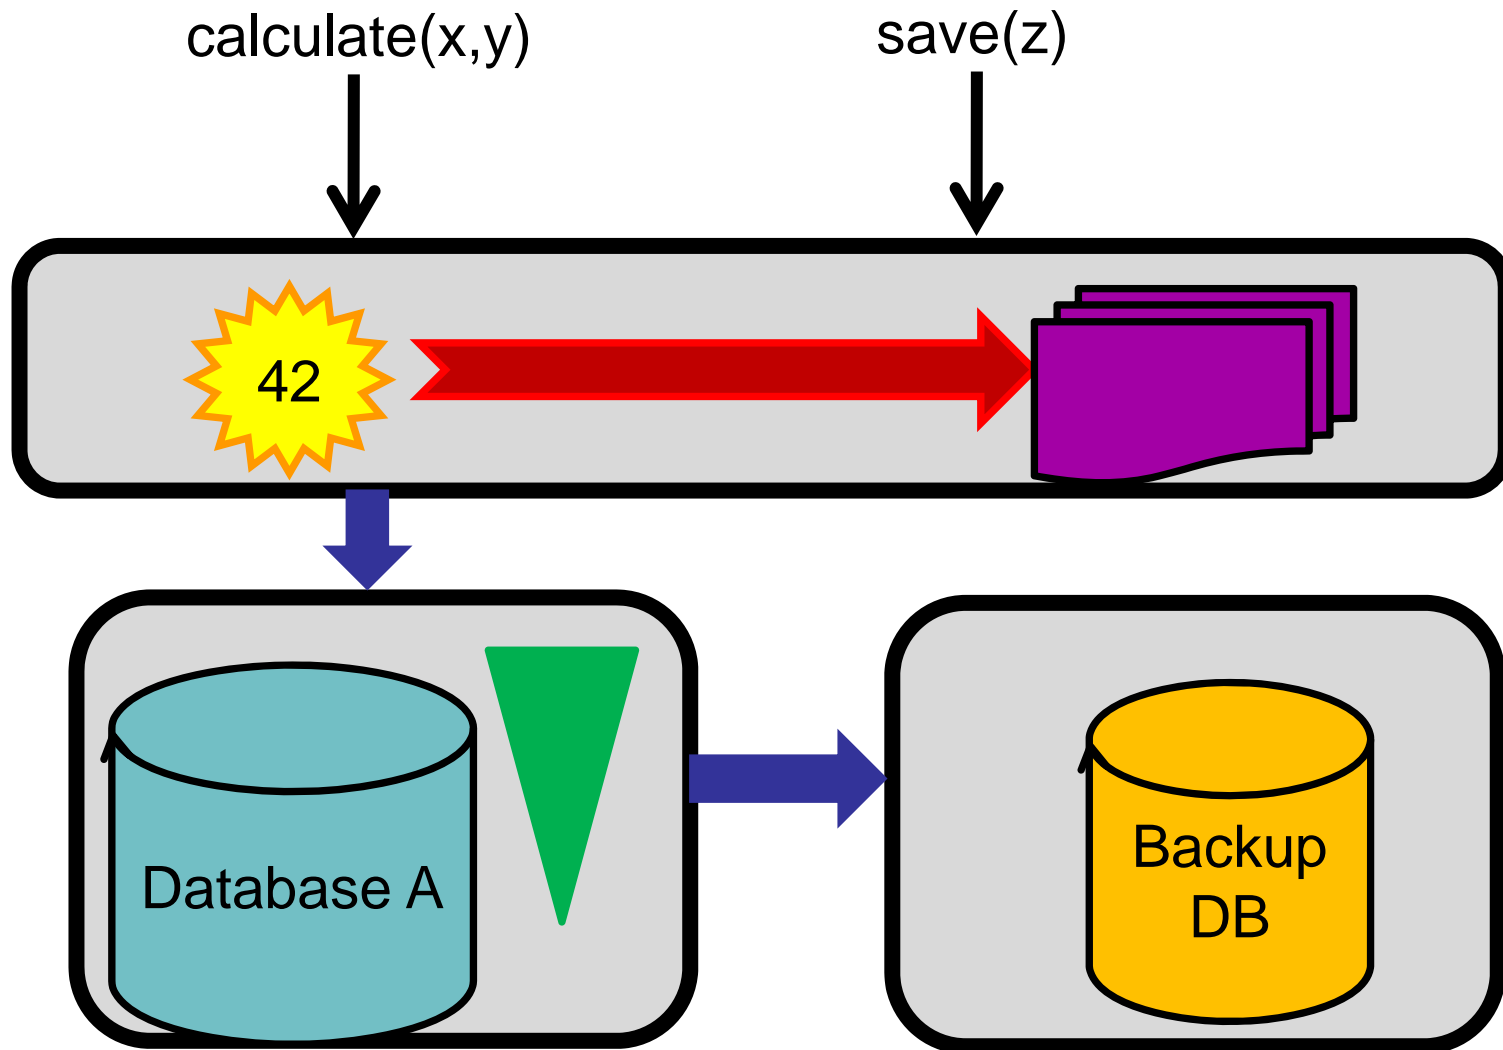 calculate(x,y)
save(z)
42
Database A
Backup
DB